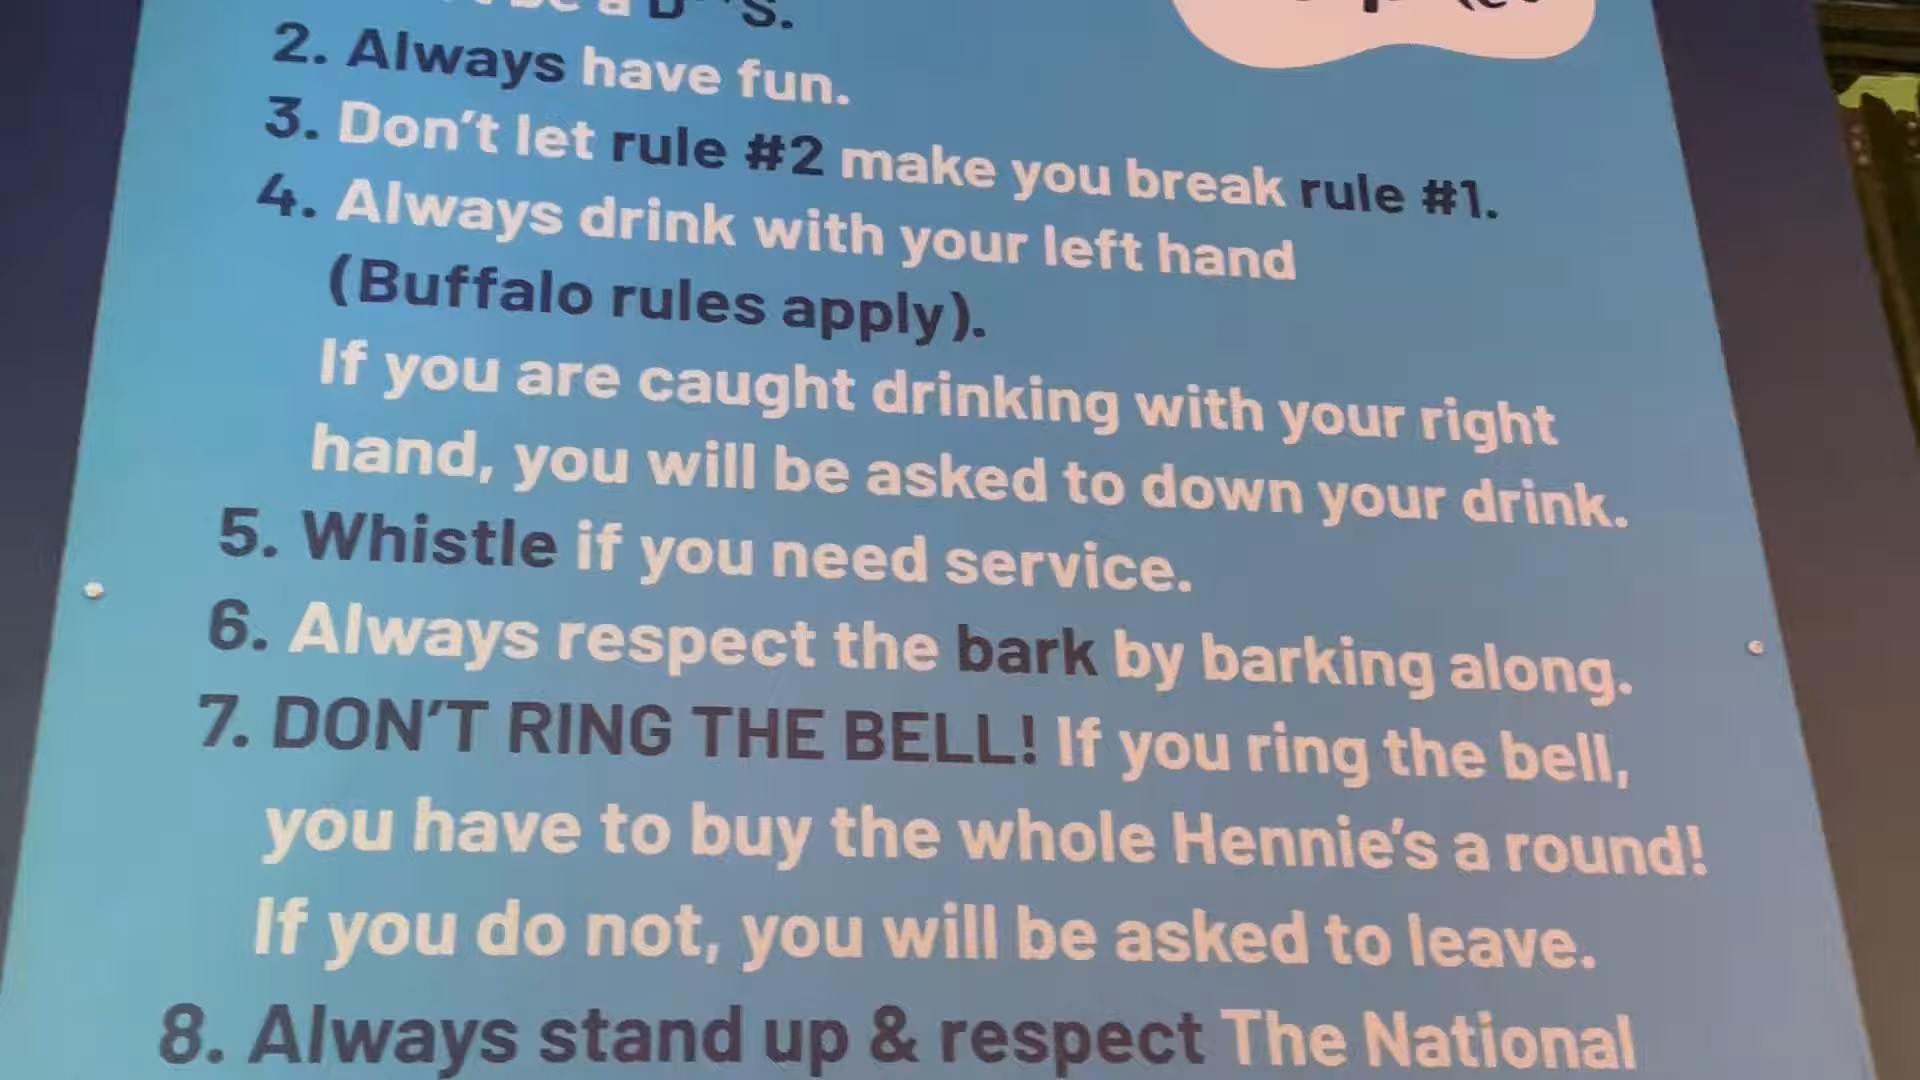 be a D**S.
2. Always have fun.
3. Don't let rule #2 make you break rule #1.
4. Always drink with your left hand
(Buffalo rules apply).
If you are caught drinking with your right
hand, you will be asked to down your drink.
5. Whistle if you need service.
6. Always respect the bark by barking along.
7. DON'T RING THE BELL! If you ring the bell,
you have to buy the whole Hennie's a round!
If you do not, you will be asked to leave.
8. Always stand up & respect The National